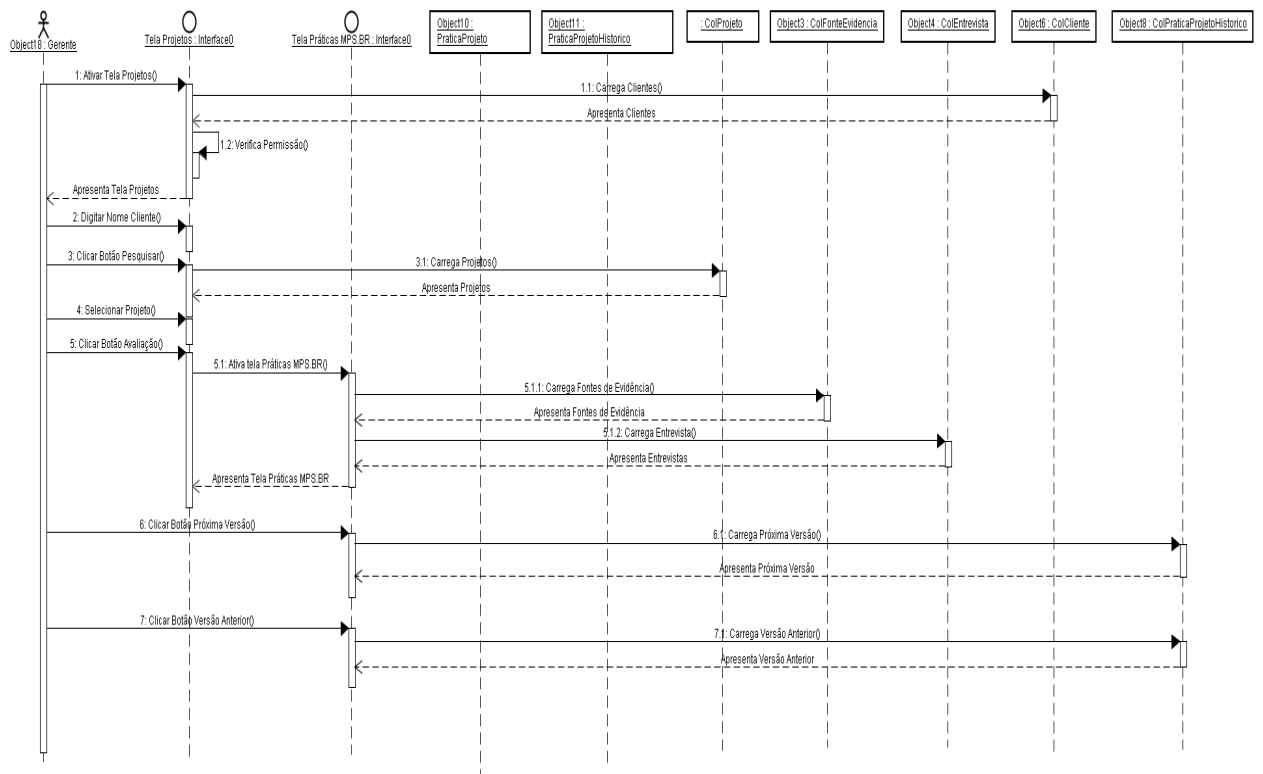 Object18 : Gerente
Tela Projetos : Interface0
Tela Práticas MPS.BR : Interface0
Object10 :
PraticaProjeto
Object11 :
PraticaProjetoHistorico
: ColProjeto
Object3 : ColFonteEvidencia
Object4 : ColEntrevista
Object6 : ColCliente
Object8 : ColPraticaProjetoHistorico
1: Ativar Tela Projetos()
1.1: Carrega Clientes()
Apresenta Clientes
1.2: Verifica Permissão()
Apresenta Tela Projetos
2: Digitar Nome Cliente()
3: Clicar Botão Pesquisar()
3.1: Carrega Projetos()
Apresenta Projetos
4: Selecionar Projeto()
5: Clicar Botão Avaliação()
5.1: Ativa tela Práticas MPS.BR()
5.1.1: Carrega Fontes de Evidência()
Apresenta Fontes de Evidência
5.1.2: Carrega Entrevista()
Apresenta Entrevistas
Apresenta Tela Práticas MPS.BR
6: Clicar Botão Próxima Versão()
6.1: Carrega Próxima Versão()
Apresenta Próxima Versão
7: Clicar Botão Versão Anterior()
7.1: Carrega Versão Anterior()
Apresenta Versão Anterior